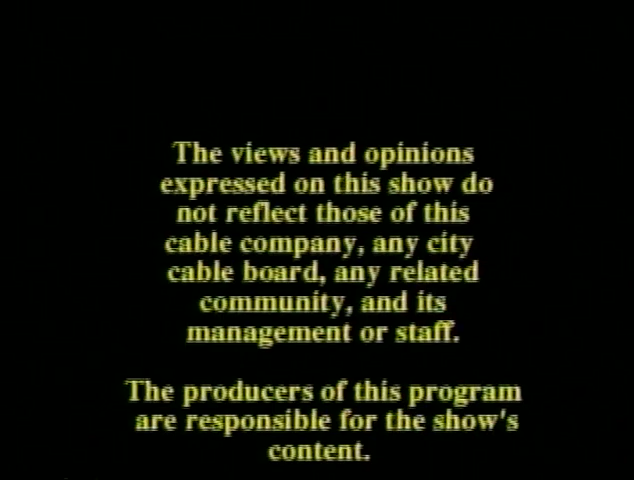 The views and opinions
expressed on this show do
not reflect those of this
cable company, any city
cable board, any related
community, and its
management or staff.
The producers of this program
are responsible for the show's
content.